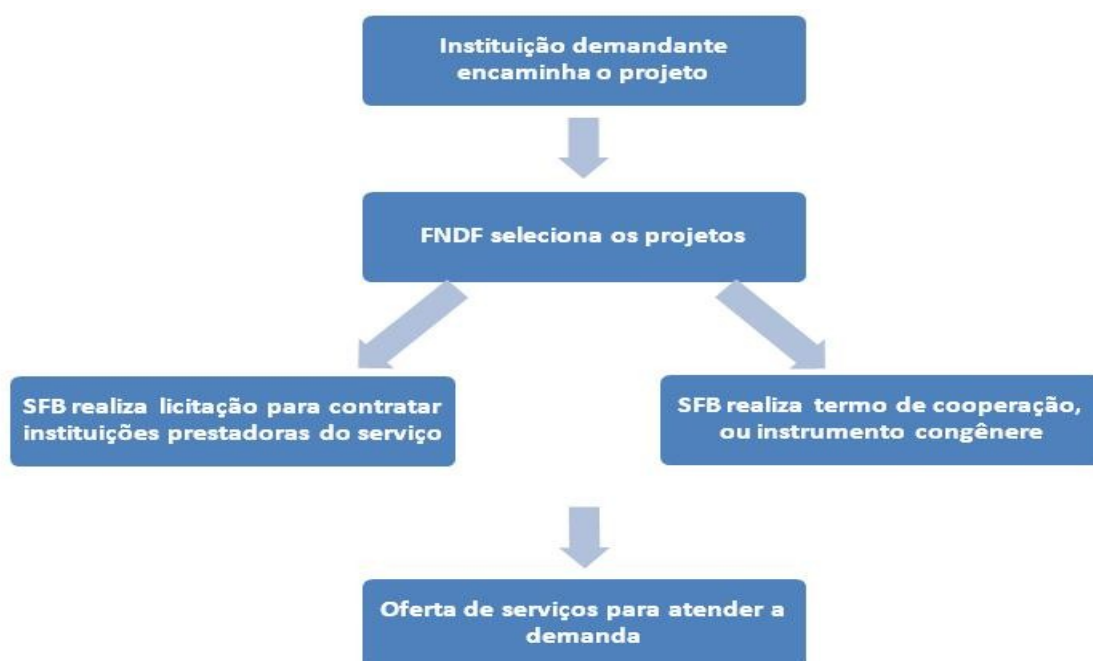 Instituição demandante
encaminha o projeto
FNDF seleciona os projetos
SFB realiza licitação para contratar
instituições prestadoras do serviço
SFB realiza termo de cooperação,
ou instrumento congênere
Oferta de serviços para atender a
demanda